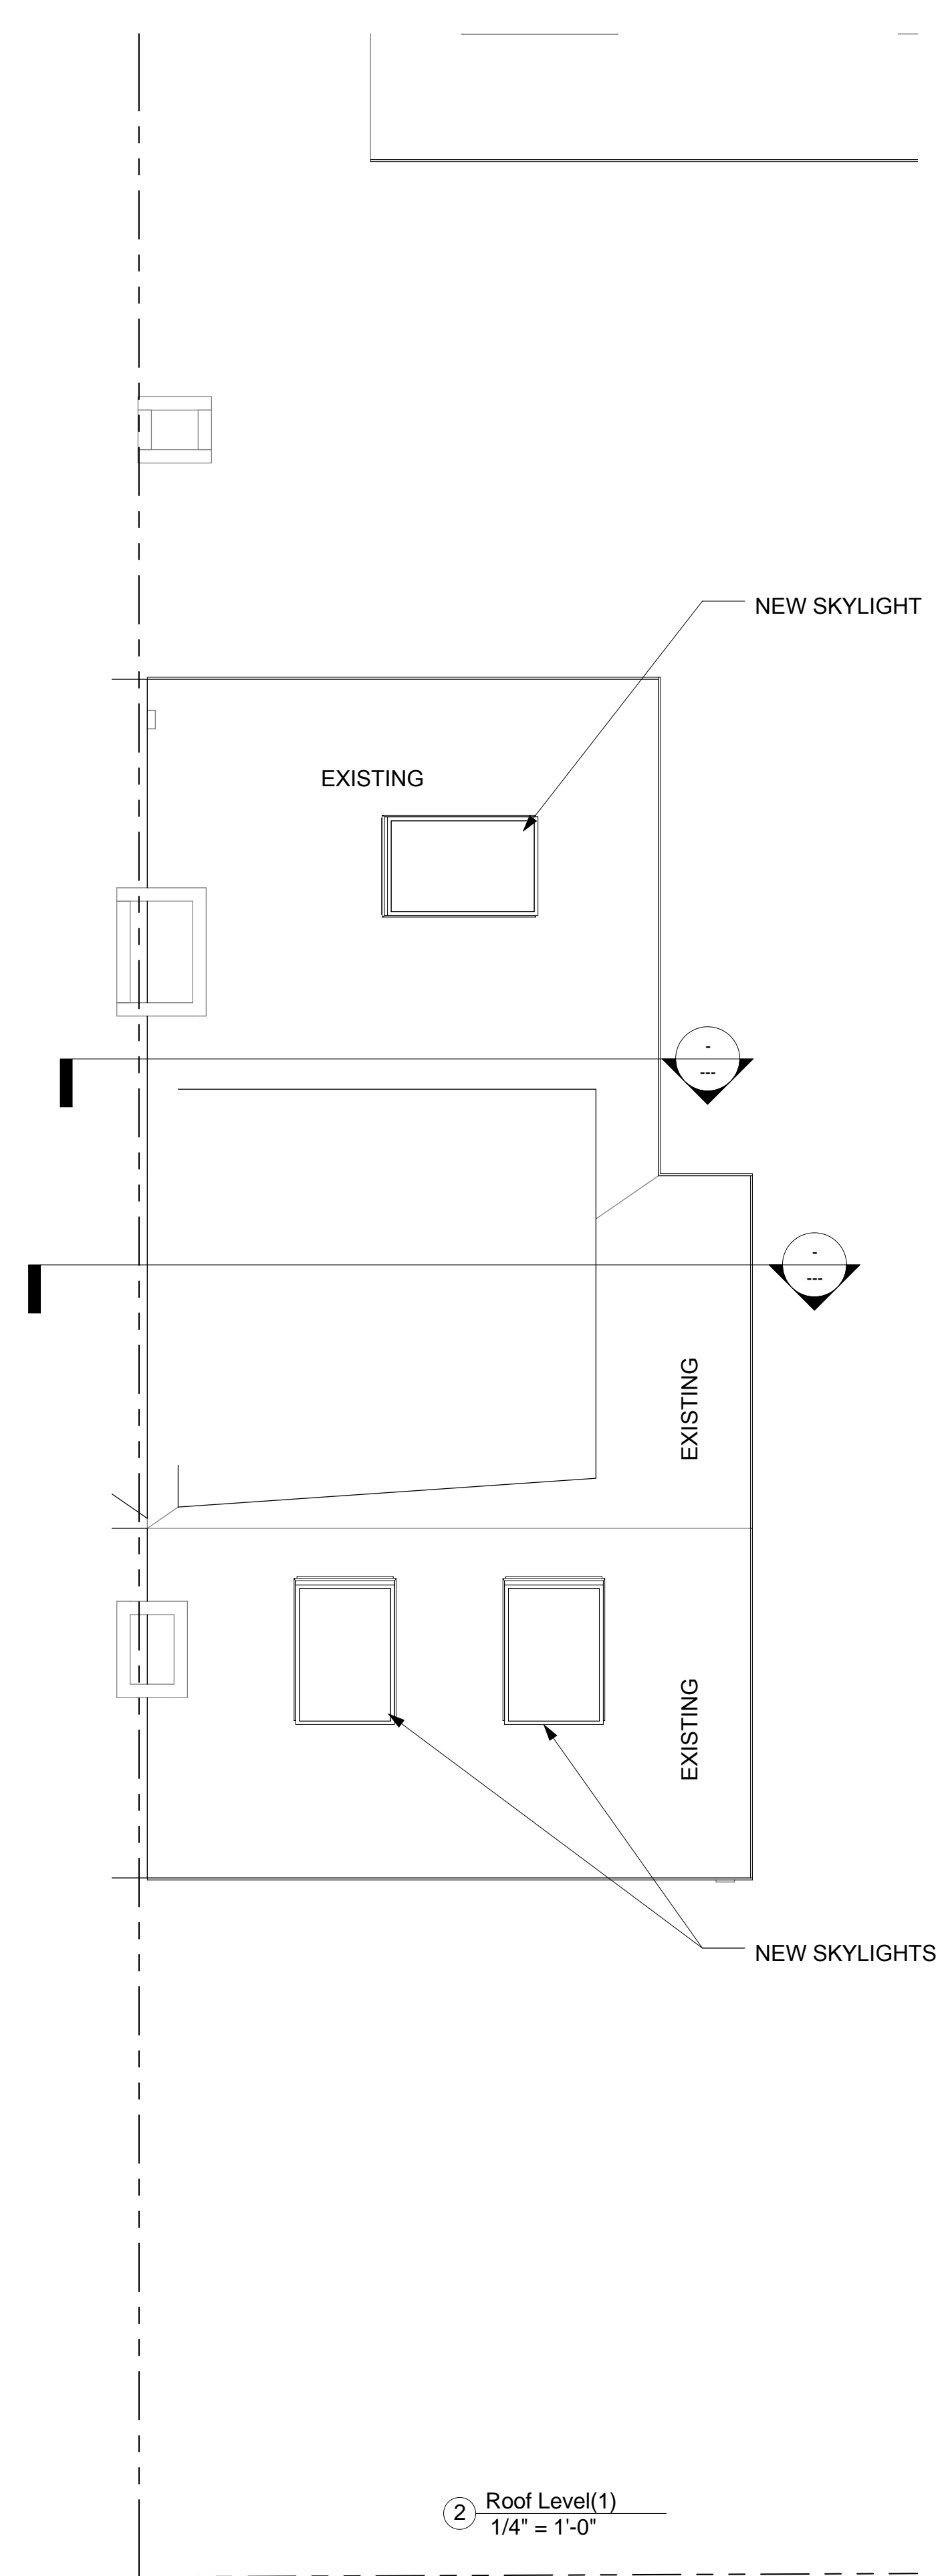 NEW SKYLIGHT
EXISTING
-
---
-
---
EXISTING
EXISTING
NEW SKYLIGHTS
2
Roof Level(1)
1/4" = 1'-0"